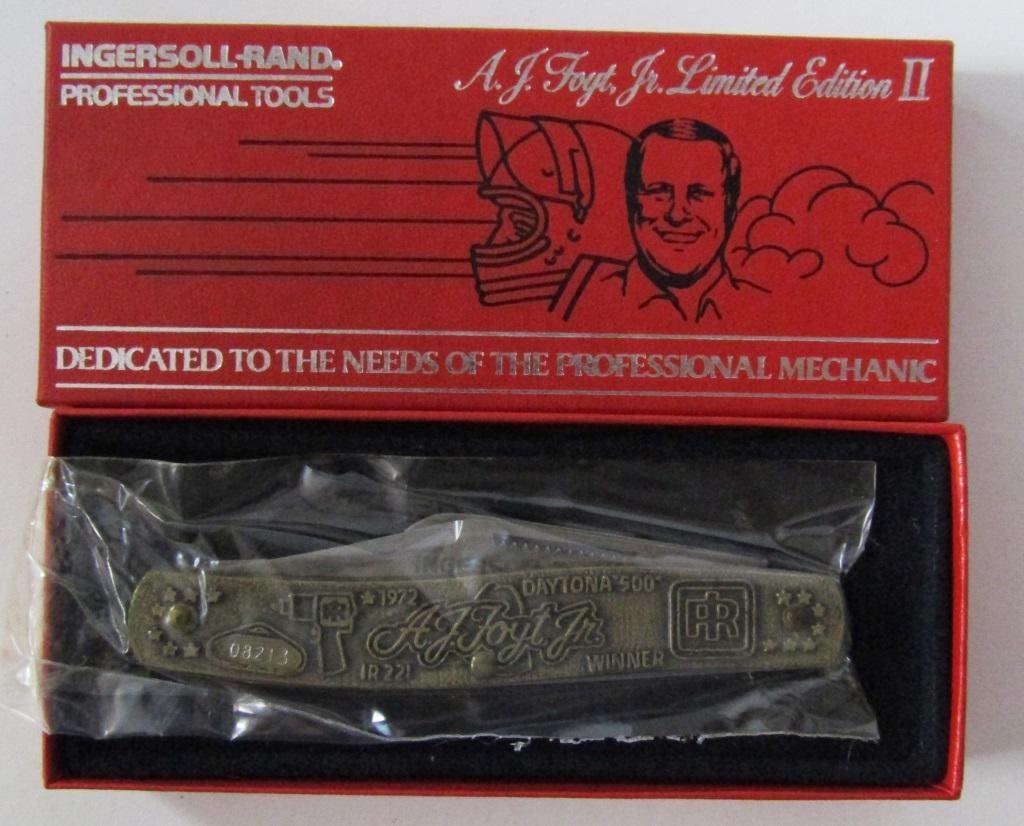 INGERSOLL-RAND®
PROFESSIONAL TOOLS
A.J. Foyt, Jr. Limited Edition II
DEDICATED TO THE NEEDS OF THE PROFESSIONAL MECHANIC
★ 1972
DAYTONA "500"
08213
A.J. Foyt, Jr.
IR
IR 221
WINNER